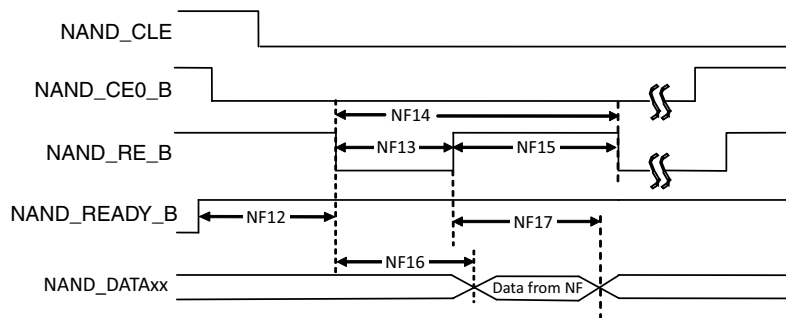 NAND_CLE
NAND_CE0_B
NF14
NAND_RE_B
NF13
NF15
NAND_READY_B
NF12
NF17
NF16
NAND_DATAxx
Data from NF